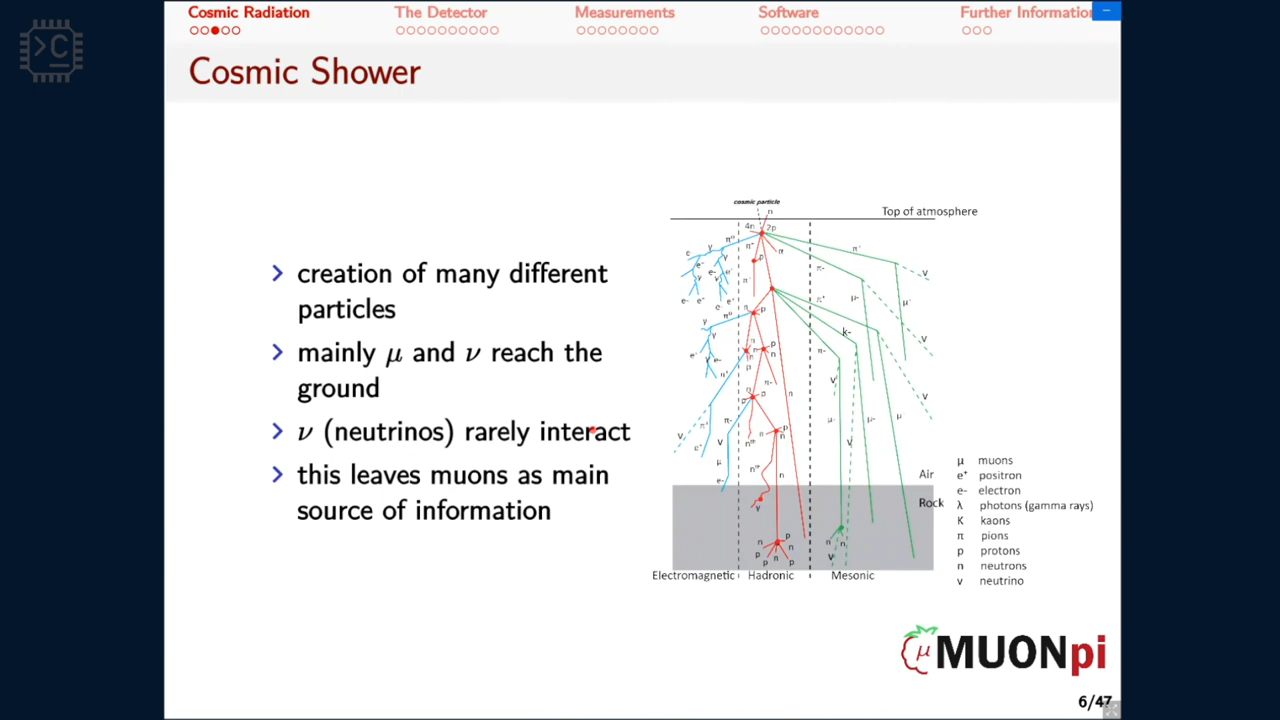 >C_
Cosmic Radiation
The Detector
Measurements
Software
Further Information
Cosmic Shower
creation of many different
particles
mainly μ and ν reach the
ground
ν (neutrinos) rarely interact
this leaves muons as main
source of information
cosmic particle
Top of atmosphere
Air
Rock
μ muons
e⁺ positron
e- electron
λ photons (gamma rays)
K kaons
π pions
p protons
n neutrons
ν neutrino
Electromagnetic
Hadronic
Mesonic
μ MUONpi
6/47